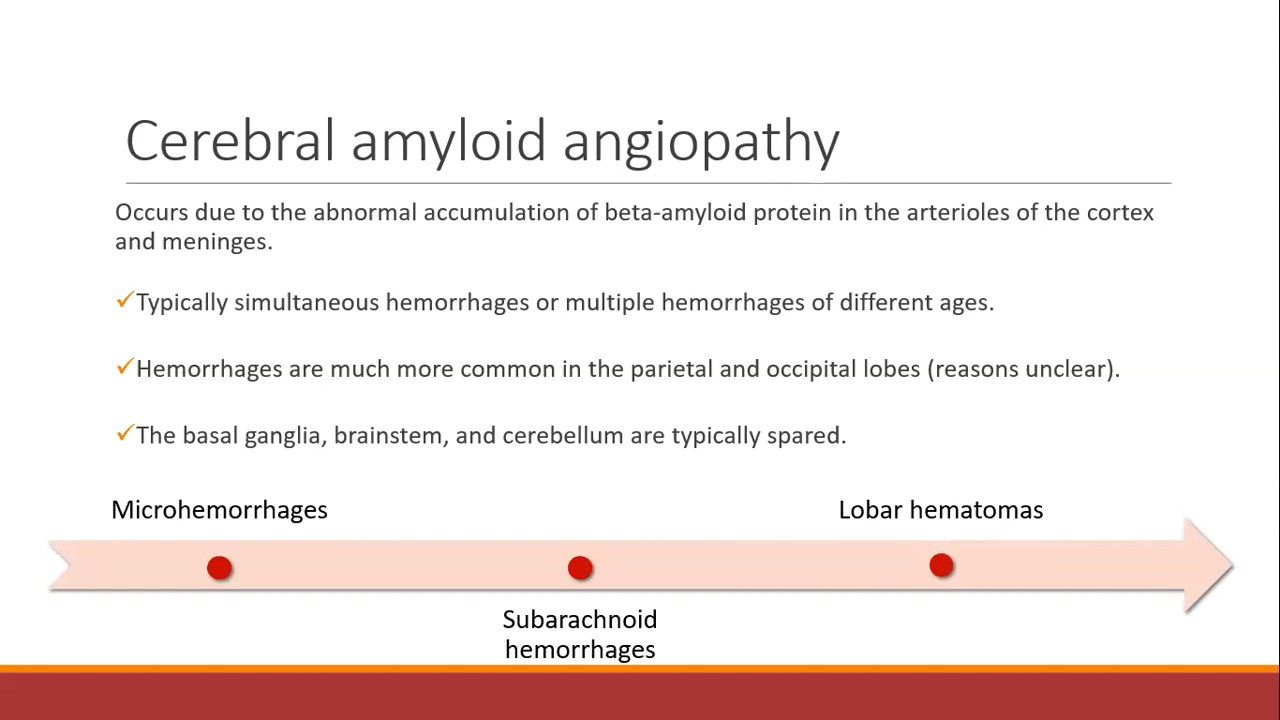 Cerebral amyloid angiopathy
Occurs due to the abnormal accumulation of beta-amyloid protein in the arterioles of the cortex
and meninges.
✓Typically simultaneous hemorrhages or multiple hemorrhages of different ages.
✓Hemorrhages are much more common in the parietal and occipital lobes (reasons unclear).
✓The basal ganglia, brainstem, and cerebellum are typically spared.
Microhemorrhages
Lobar hematomas
Subarachnoid
hemorrhages